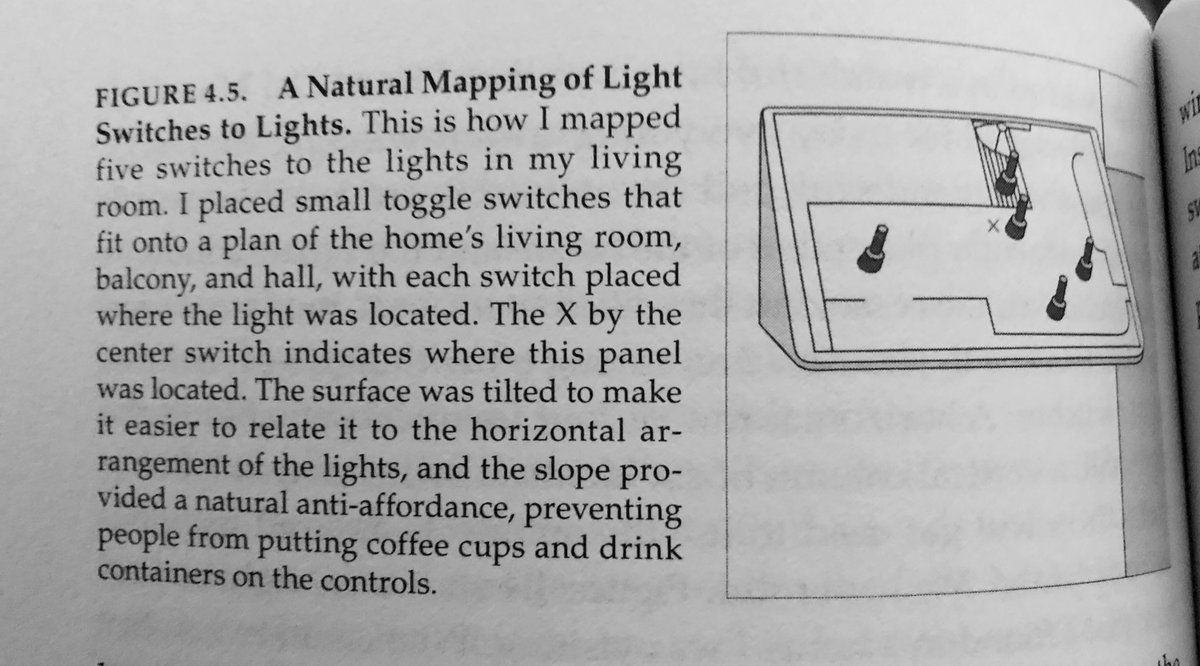 FIGURE 4.5. A Natural Mapping of Light
Switches to Lights. This is how I mapped
five switches to the lights in my living
room. I placed small toggle switches that
fit onto a plan of the home's living room,
balcony, and hall, with each switch placed
where the light was located. The X by the
center switch indicates where this panel
was located. The surface was tilted to make
it easier to relate it to the horizontal ar-
rangement of the lights, and the slope pro-
vided a natural anti-affordance, preventing
people from putting coffee cups and drink
containers on the controls.
X